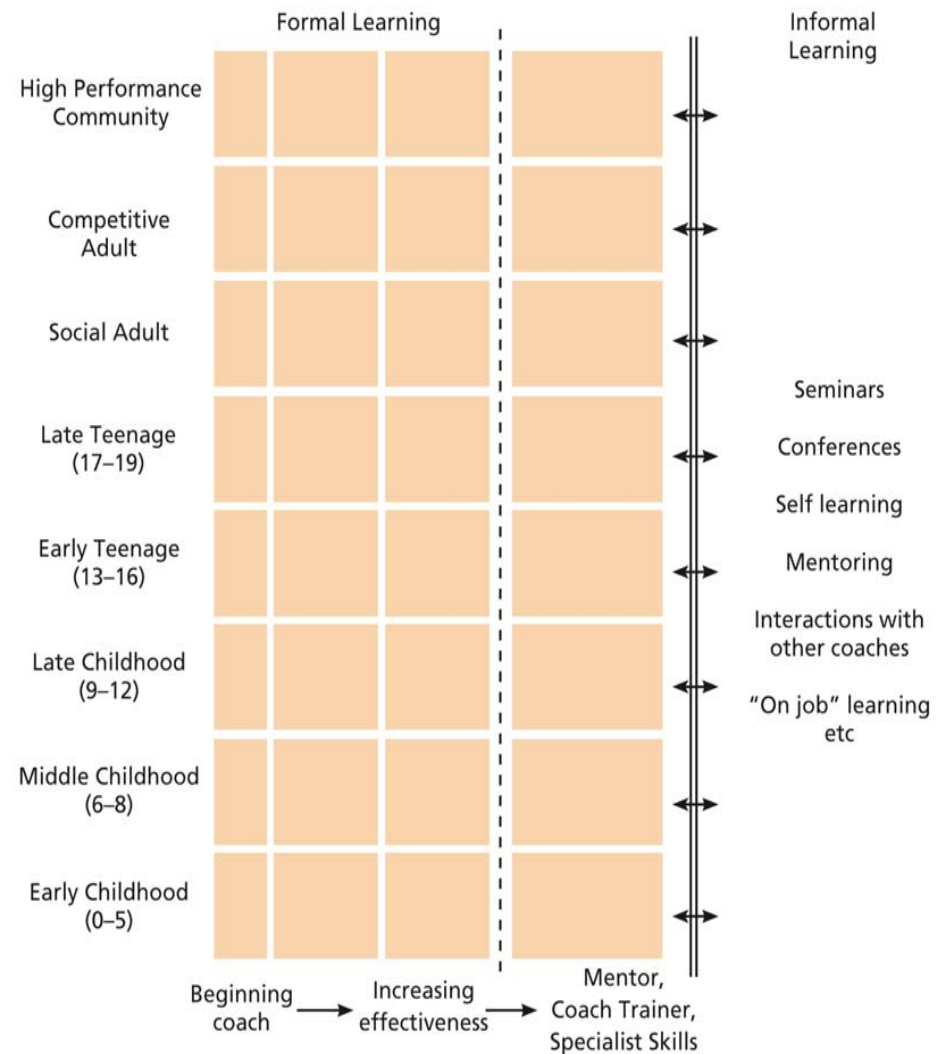 Formal Learning
Informal
Learning
High Performance
Community
Competitive
Adult
Social Adult
Late Teenage
(17–19)
Early Teenage
(13–16)
Late Childhood
(9–12)
Middle Childhood
(6–8)
Early Childhood
(0–5)
Seminars
Conferences
Self learning
Mentoring
Interactions with
other coaches
"On job" learning
etc
Beginning
coach
Increasing
effectiveness
Mentor,
Coach Trainer,
Specialist Skills